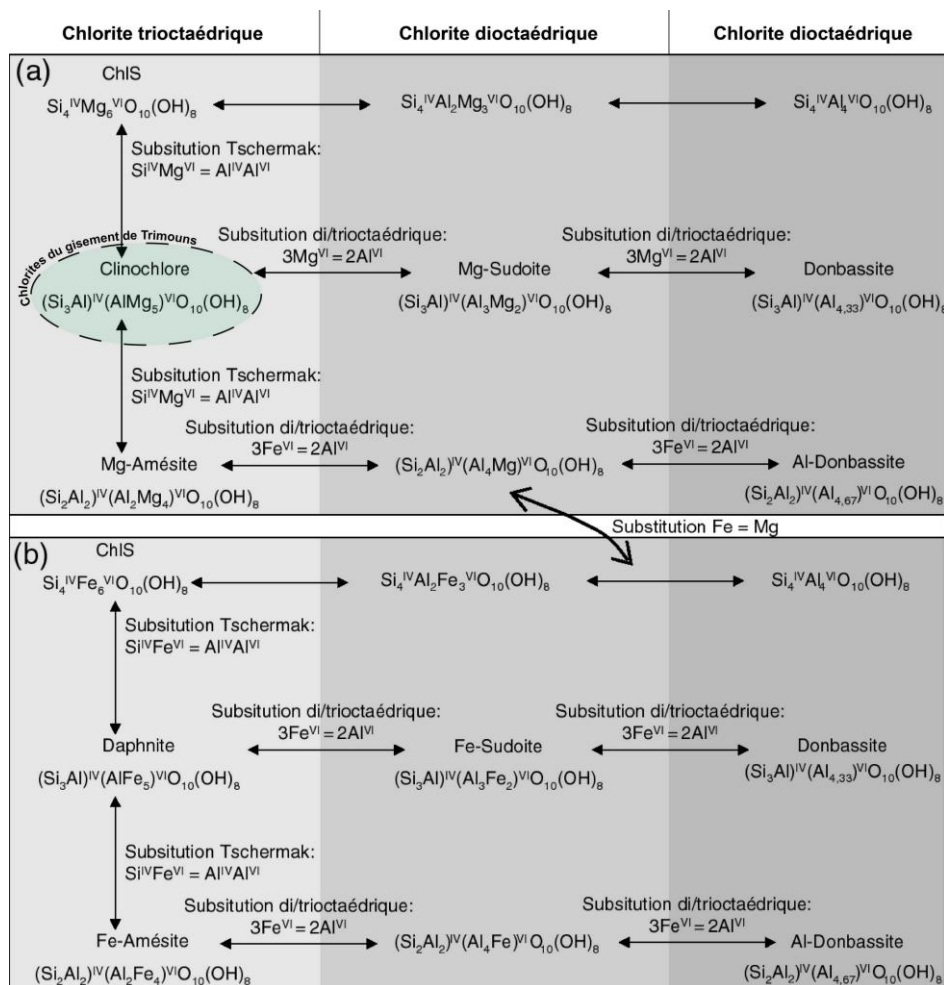 Chlorite trioctaédrique Chlorite dioctaédrique Chlorite dioctaédrique
(a)
ChlS
Si₄ᴵⱽMg₆ⱽᴵO₁₀(OH)₈ Si₄ᴵⱽAl₂Mg₃ⱽᴵO₁₀(OH)₈ Si₄ᴵⱽAl₄ⱽᴵO₁₀(OH)₈
Subsitution Tschermak:
SiᴵⱽMgⱽᴵ = AlᴵⱽAlⱽᴵ
Chlorites du gisement de Trimouns
Subsitution di/trioctaédrique: Subsitution di/trioctaédrique:
3Mgⱽᴵ = 2Alⱽᴵ 3Mgⱽᴵ = 2Alⱽᴵ
Clinochlore Mg-Sudoite Donbassite
(Si₃Al)ᴵⱽ(AlMg₅)ⱽᴵO₁₀(OH)₈ (Si₃Al)ᴵⱽ(Al₃Mg₂)ⱽᴵO₁₀(OH)₈ (Si₃Al)ᴵⱽ(Al₄,₃₃)ⱽᴵO₁₀(OH)₈
Subsitution Tschermak:
SiᴵⱽMgⱽᴵ = AlᴵⱽAlⱽᴵ
Subsitution di/trioctaédrique: Subsitution di/trioctaédrique:
3Feⱽᴵ = 2Alⱽᴵ 3Feⱽᴵ = 2Alⱽᴵ
Mg-Amésite (Si₂Al₂)ᴵⱽ(Al₄Mg)ⱽᴵO₁₀(OH)₈ Al-Donbassite
(Si₂Al₂)ᴵⱽ(Al₂Mg₄)ⱽᴵO₁₀(OH)₈ (Si₂Al₂)ᴵⱽ(Al₄,₆₇)ⱽᴵO₁₀(OH)₈
Substitution Fe = Mg
(b)
ChlS
Si₄ᴵⱽFe₆ⱽᴵO₁₀(OH)₈ Si₄ᴵⱽAl₂Fe₃ⱽᴵO₁₀(OH)₈ Si₄ᴵⱽAl₄ⱽᴵO₁₀(OH)₈
Subsitution Tschermak:
SiᴵⱽFeⱽᴵ = AlᴵⱽAlⱽᴵ
Subsitution di/trioctaédrique: Subsitution di/trioctaédrique:
3Feⱽᴵ = 2Alⱽᴵ 3Feⱽᴵ = 2Alⱽᴵ
Daphnite Fe-Sudoite Donbassite
(Si₃Al)ᴵⱽ(AlFe₅)ⱽᴵO₁₀(OH)₈ (Si₃Al)ᴵⱽ(Al₃Fe₂)ⱽᴵO₁₀(OH)₈ (Si₃Al)ᴵⱽ(Al₄,₃₃)ⱽᴵO₁₀(OH)₈
Subsitution Tschermak:
SiᴵⱽFeⱽᴵ = AlᴵⱽAlⱽᴵ
Subsitution di/trioctaédrique: Subsitution di/trioctaédrique:
3Feⱽᴵ = 2Alⱽᴵ 3Feⱽᴵ = 2Alⱽᴵ
Fe-Amésite (Si₂Al₂)ᴵⱽ(Al₄Fe)ⱽᴵO₁₀(OH)₈ Al-Donbassite
(Si₂Al₂)ᴵⱽ(Al₂Fe₄)ⱽᴵO₁₀(OH)₈ (Si₂Al₂)ᴵⱽ(Al₄,₆₇)ⱽᴵO₁₀(OH)₈